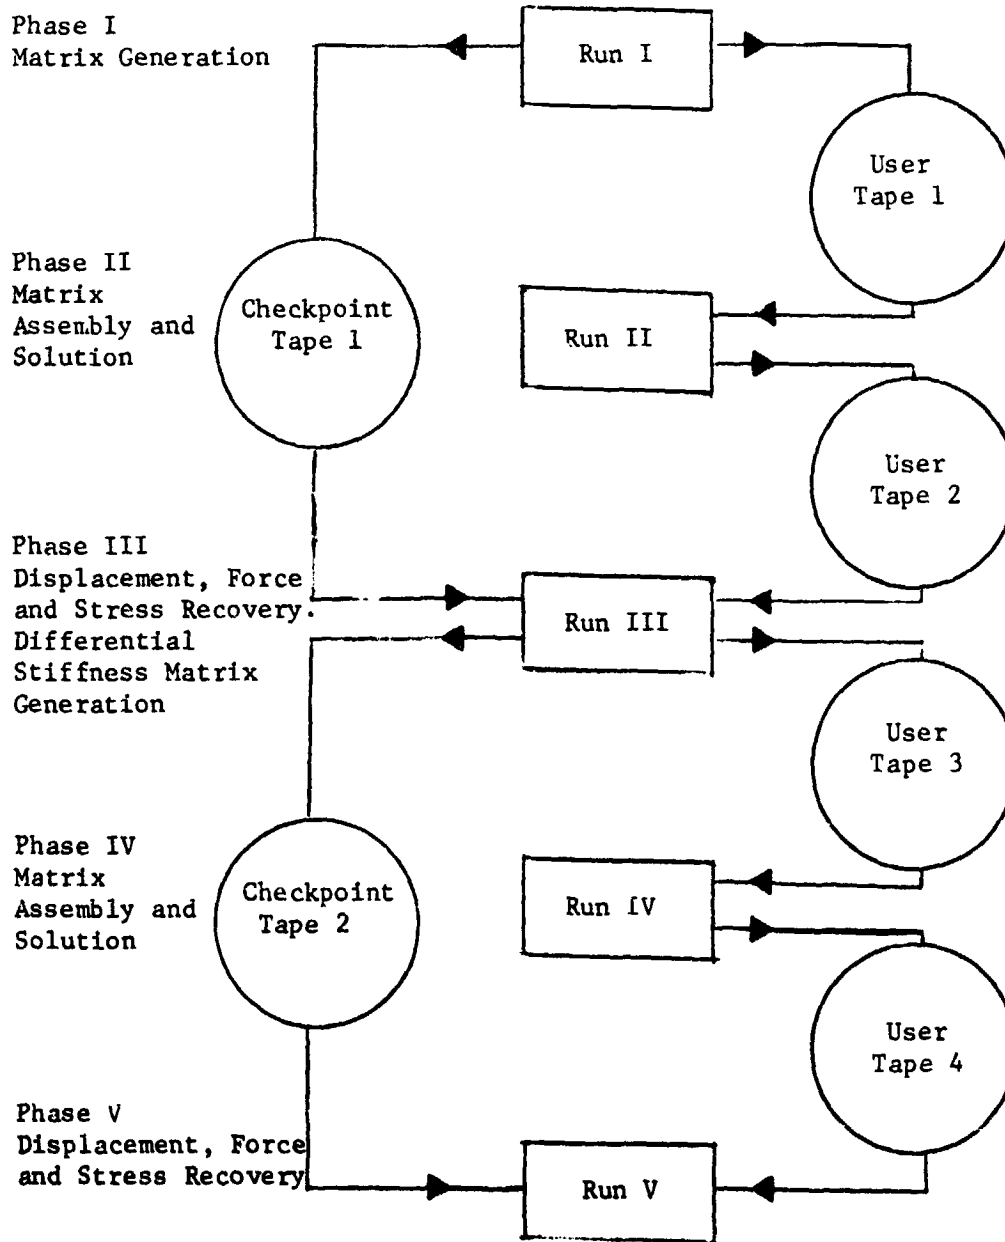 Phase I
Matrix Generation
Run I
User
Tape 1
Phase II
Matrix
Assembly and
Solution
Checkpoint
Tape 1
Run II
User
Tape 2
Phase III
Displacement, Force
and Stress Recovery.
Differential
Stiffness Matrix
Generation
Run III
User
Tape 3
Phase IV
Matrix
Assembly and
Solution
Checkpoint
Tape 2
Run IV
User
Tape 4
Phase V
Displacement, Force
and Stress Recovery
Run V